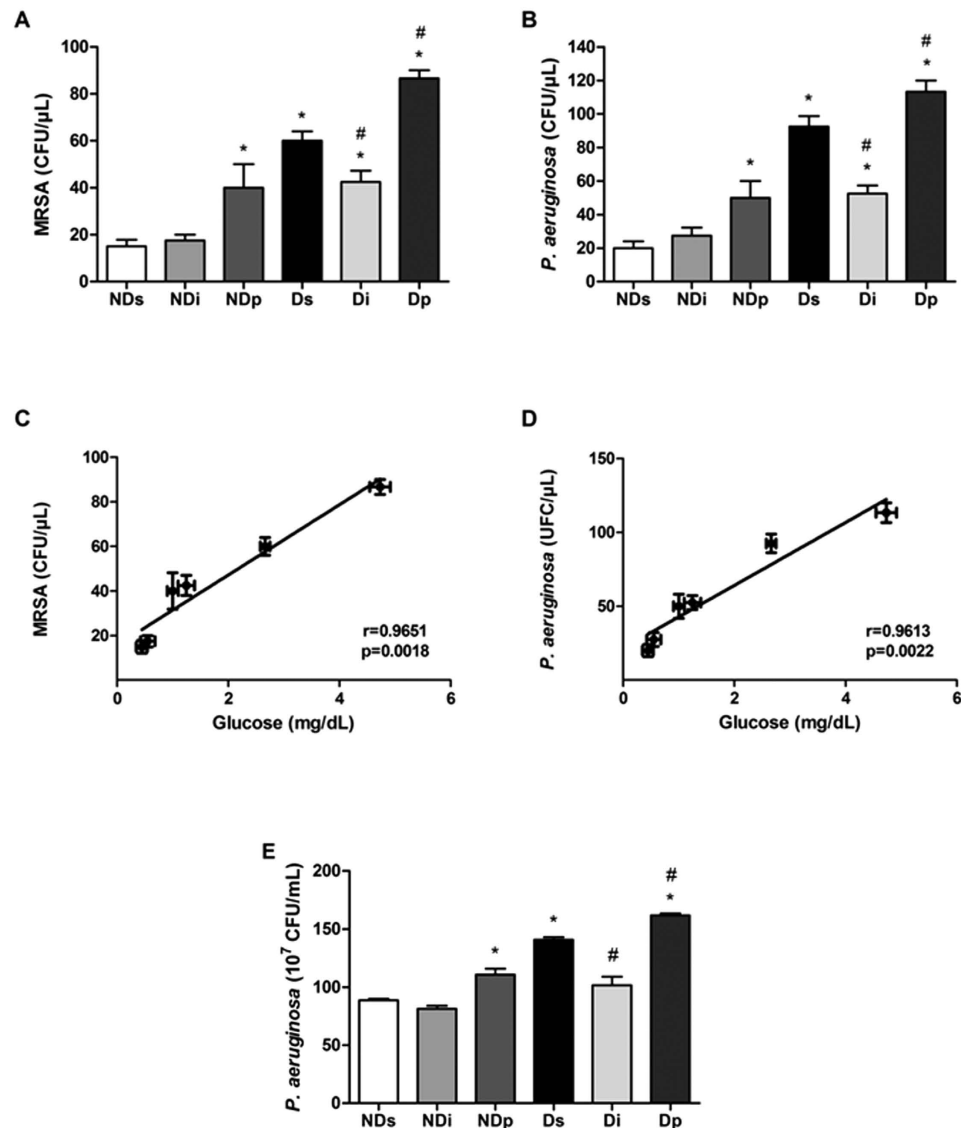 A
MRSA (CFU/µL)
100
80
60
40
20
0
*
*
#
*
#
*
NDs NDi NDp Ds Di Dp
B
P. aeruginosa (CFU/µL)
140
120
100
80
60
40
20
0
*
*
#
*
#
*
NDs NDi NDp Ds Di Dp
C
MRSA (CFU/µL)
100
80
60
40
20
r=0.9651
p=0.0018
0 2 4 6
Glucose (mg/dL)
D
P. aeruginosa (UFC/µL)
150
100
50
r=0.9613
p=0.0022
0 2 4 6
Glucose (mg/dL)
E
P. aeruginosa (10⁷ CFU/mL)
200
150
100
50
0
*
*
#
#
*
NDs NDi NDp Ds Di Dp